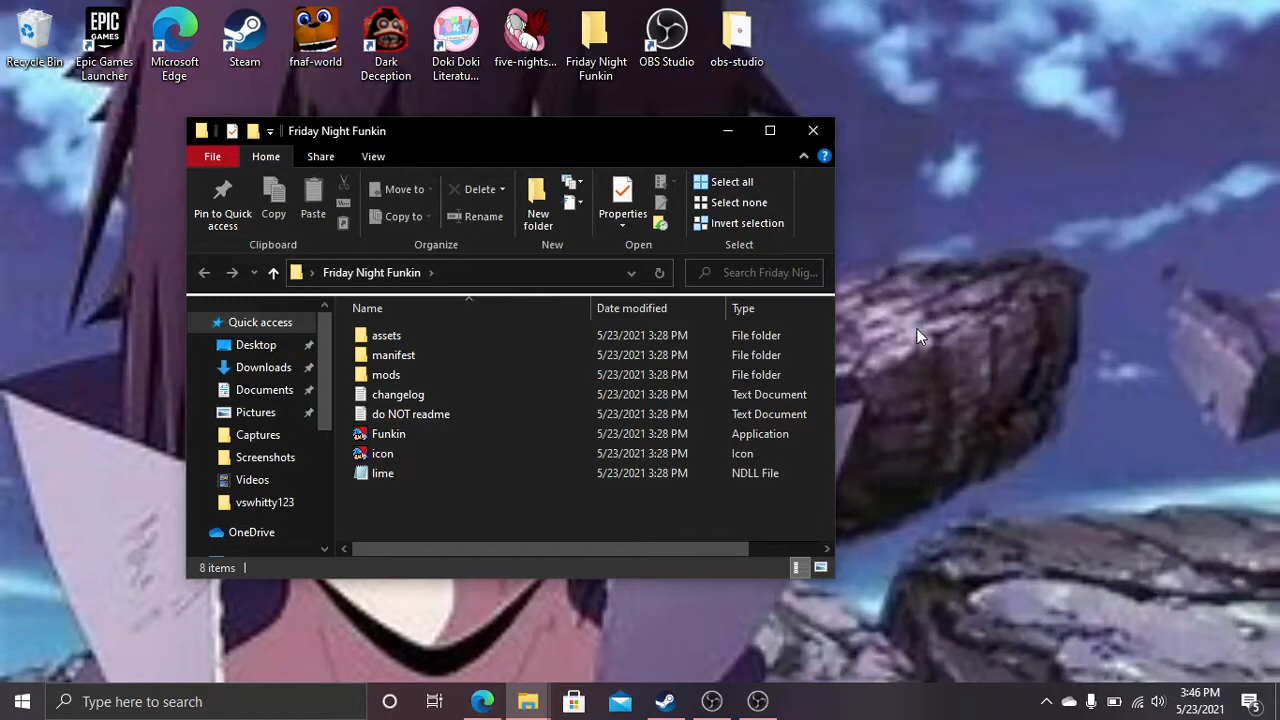 EPIC GAMES
Recycle Bin
Epic Games Launcher
Microsoft Edge
Steam
fnaf-world
Dark Deception
Doki Doki Literatu...
five-nights...
Friday Night Funkin
OBS Studio
obs-studio
Friday Night Funkin
File Home Share View
Pin to Quick access
Copy
Paste
Move to
Copy to
Delete
Rename
New folder
Properties
Select all
Select none
Invert selection
Clipboard Organize New Open Select
Friday Night Funkin
Search Friday Nig...
Name Date modified Type
Quick access
Desktop
Downloads
Documents
Pictures
Captures
Screenshots
Videos
vswhitty123
OneDrive
assets 5/23/2021 3:28 PM File folder
manifest 5/23/2021 3:28 PM File folder
mods 5/23/2021 3:28 PM File folder
changelog 5/23/2021 3:28 PM Text Document
do NOT readme 5/23/2021 3:28 PM Text Document
Funkin 5/23/2021 3:28 PM Application
icon 5/23/2021 3:28 PM Icon
lime 5/23/2021 3:28 PM NDLL File
8 items
Type here to search
3:46 PM
5/23/2021
5